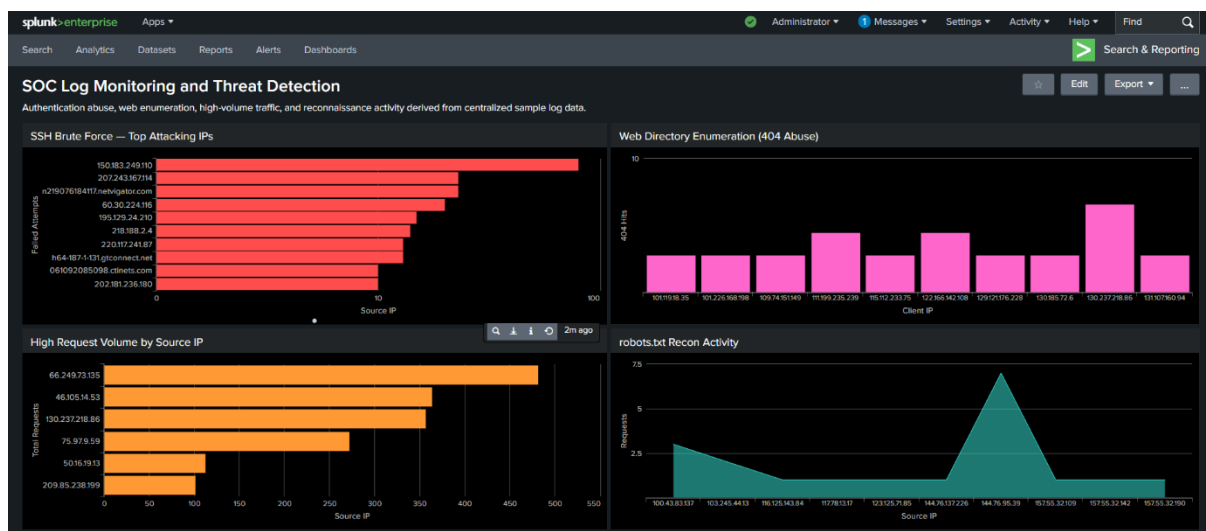 splunk>enterprise Apps Administrator 1 Messages Settings Activity Help Find
Search Analytics Datasets Reports Alerts Dashboards Search & Reporting
SOC Log Monitoring and Threat Detection
Edit Export ...
Authentication abuse, web enumeration, high-volume traffic, and reconnaissance activity derived from centralized sample log data.
SSH Brute Force — Top Attacking IPs
Failed Attempts
150.183.249.110
207.243.167.114
n219076184117.netvigator.com
60.30.224.116
195.129.24.210
218.188.2.4
220.117.241.87
h64-187-1-131.gtconnect.net
061092085098.ctinets.com
202.181.236.180
0 10 100
Source IP
Web Directory Enumeration (404 Abuse)
10
404 Hits
101.119.18.35 101.226.168.198 109.74.151.149 111.199.235.239 115.112.233.75 122.166.142.108 129.121.176.228 130.185.72.6 130.237.218.86 131.107.160.94
Client IP
2m ago
High Request Volume by Source IP
Total Requests
66.249.73.135
46.105.14.53
130.237.218.86
75.97.9.59
50.16.19.13
209.85.238.199
0 50 100 150 200 250 300 350 400 450 500 550
Source IP
robots.txt Recon Activity
7.5
5
2.5
Requests
100.43.83.137 103.245.44.13 116.125.143.84 117.78.13.17 123.125.71.85 144.76.137.226 144.76.95.39 157.55.32.109 157.55.32.142 157.55.32.190
Source IP